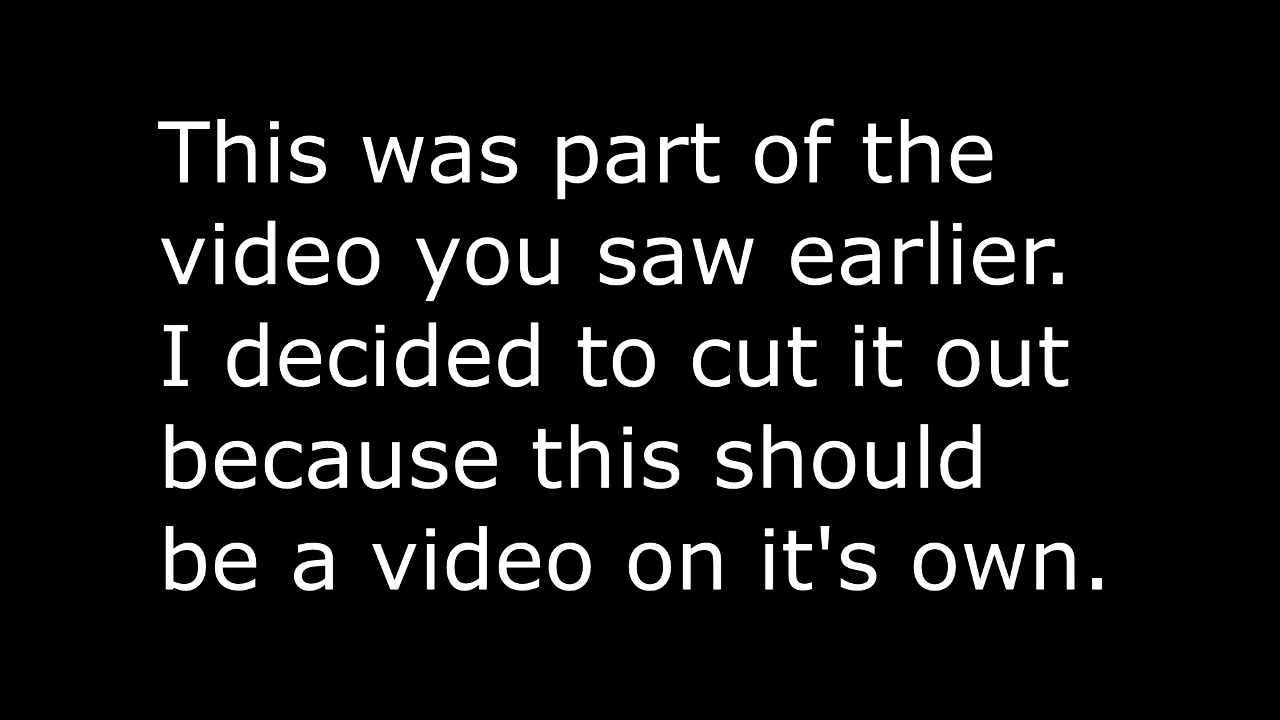 This was part of the
video you saw earlier.
I decided to cut it out
because this should
be a video on it's own.